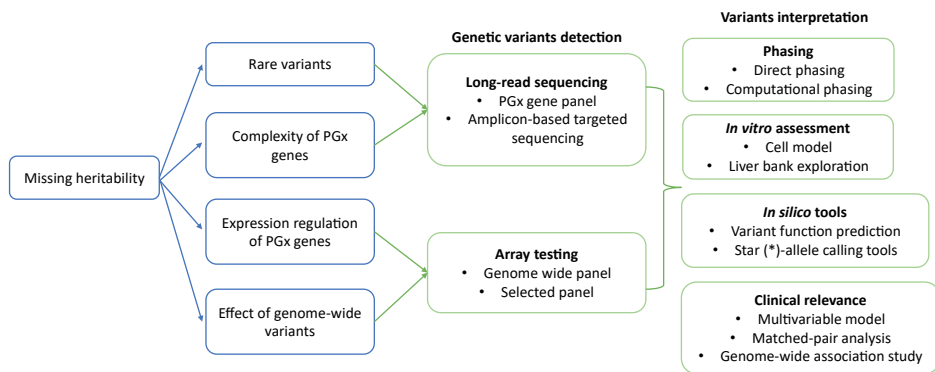 Missing heritability
Rare variants
Complexity of PGx
genes
Expression regulation
of PGx genes
Effect of genome-wide
variants
Genetic variants detection
Long-read sequencing
• PGx gene panel
• Amplicon-based targeted
sequencing
Array testing
• Genome wide panel
• Selected panel
Variants interpretation
Phasing
• Direct phasing
• Computational phasing
In vitro assessment
• Cell model
• Liver bank exploration
In silico tools
• Variant function prediction
• Star (*)-allele calling tools
Clinical relevance
• Multivariable model
• Matched-pair analysis
• Genome-wide association study